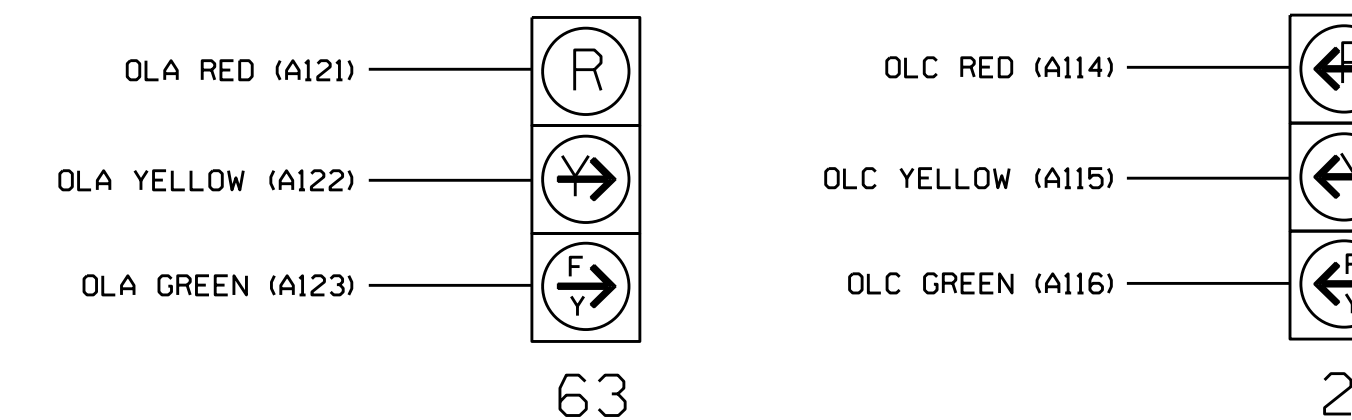 OLA RED (A121)
R
OLA YELLOW (A122)
Y
OLA GREEN (A123)
F
Y
63
OLC RED (A114)
OLC YELLOW (A115)
OLC GREEN (A116)
2